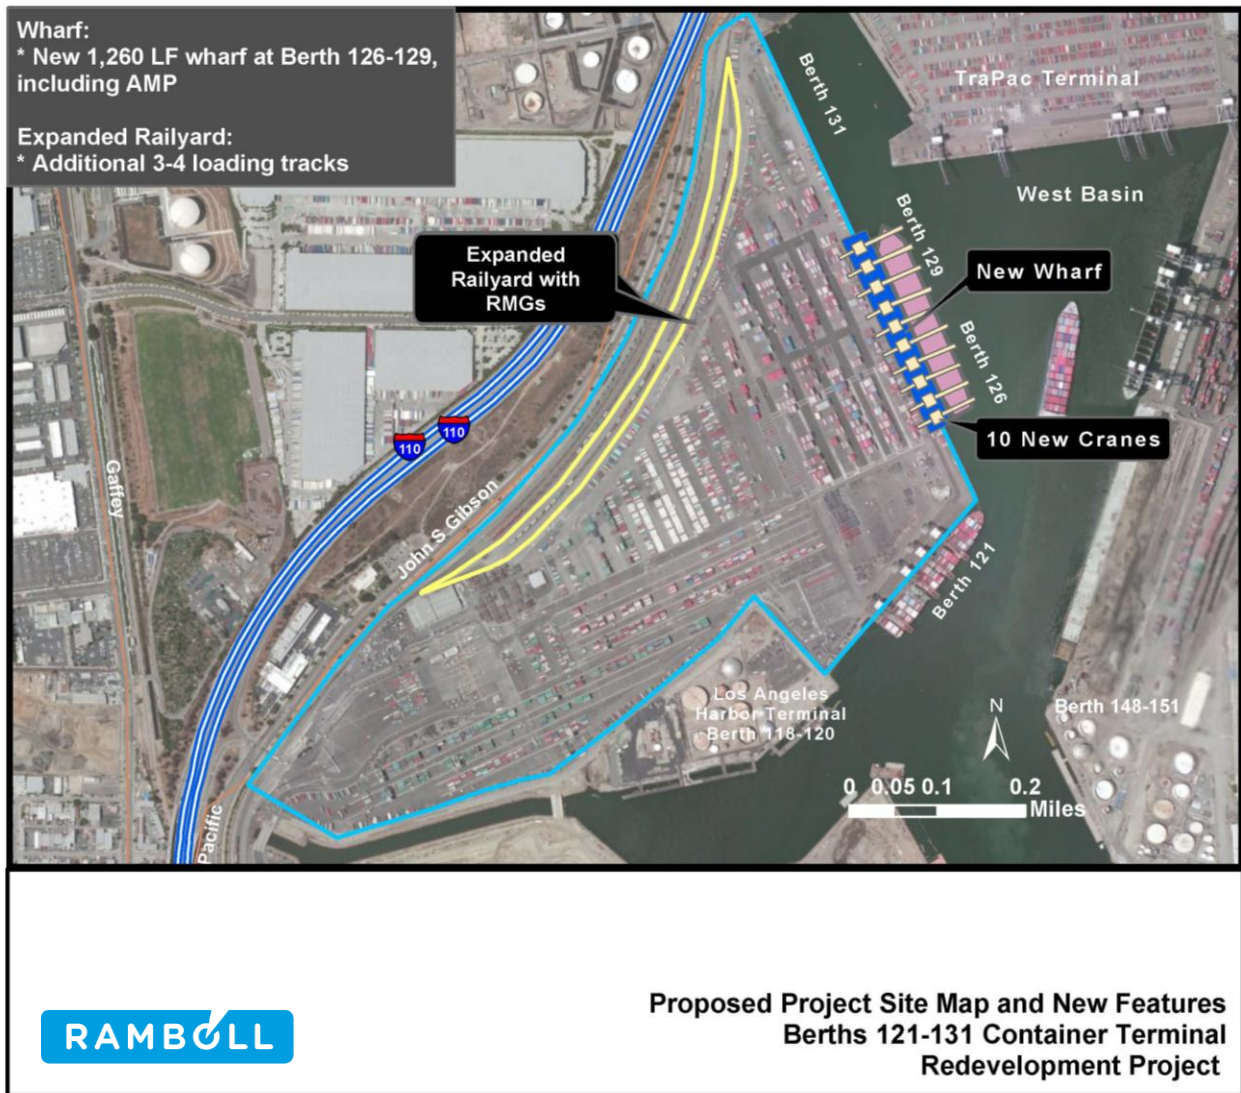 Wharf:
* New 1,260 LF wharf at Berth 126-129,
including AMP
Expanded Railyard:
* Additional 3-4 loading tracks
Berth 131
TraPac Terminal
West Basin
Berth 129
Expanded
Railyard with
RMGs
New Wharf
Berth 126
10 New Cranes
110
110
Gaffey
John S Gibson
Berth 121
Los Angeles
Harbor Terminal
Berth 118-120
N
Berth 148-151
0 0.05 0.1 0.2
Miles
Pacific
RAMBOLL
Proposed Project Site Map and New Features
Berths 121-131 Container Terminal
Redevelopment Project